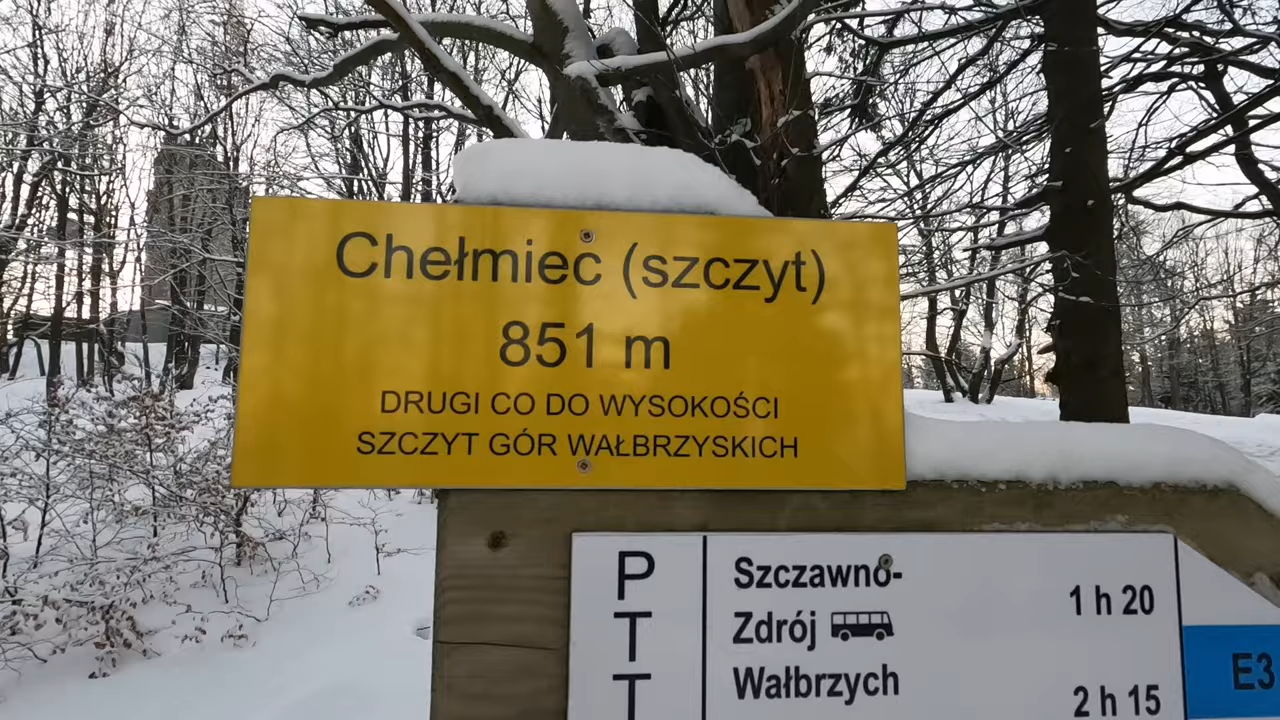 Chełmiec (szczyt)
851 m
DRUGI CO DO WYSOKOŚCI
SZCZYT GÓR WAŁBRZYSKICH
P
T
T
Szczawno-
Zdrój
1 h 20
Wałbrzych
2 h 15
E3